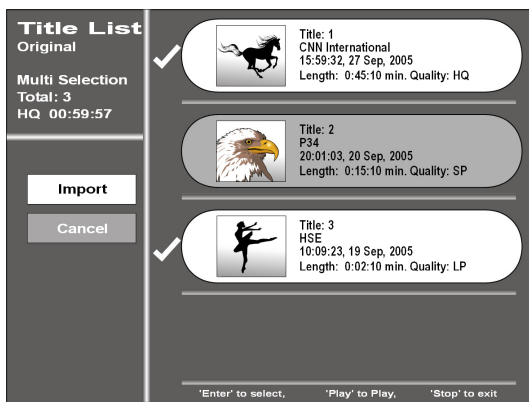 Title List
Original
Multi Selection
Total: 3
HQ 00:59:57
Import
Cancel
Title: 1
CNN International
15:59:32, 27 Sep, 2005
Length: 0:45:10 min. Quality: HQ
Title: 2
P34
20:01:03, 20 Sep, 2005
Length: 0:15:10 min. Quality: SP
Title: 3
HSE
10:09:23, 19 Sep, 2005
Length: 0:02:10 min. Quality: LP
'Enter' to select, 'Play' to Play, 'Stop' to exit